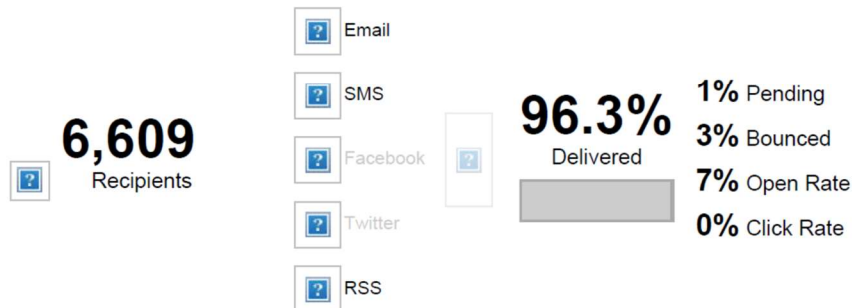 6,609
Recipients
Email
SMS
Facebook
Twitter
RSS
96.3%
Delivered
1% Pending
3% Bounced
7% Open Rate
0% Click Rate